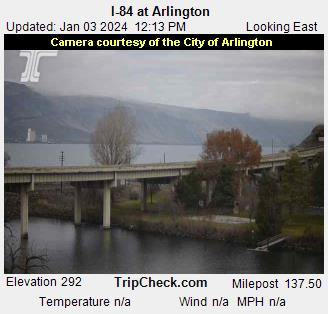 I-84 at Arlington
Updated: Jan 03 2024 12:13 PM Looking East
Camera courtesy of the City of Arlington
Elevation 292 TripCheck.com Milepost 137.50
Temperature n/a Wind n/a MPH n/a